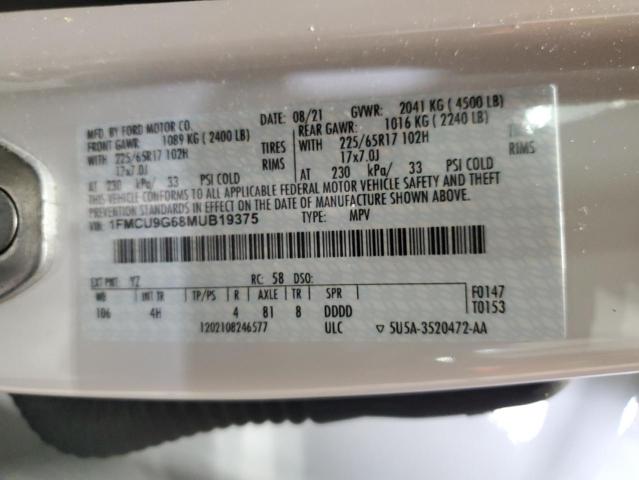 MFD. BY FORD MOTOR CO. DATE: 08/21 GVWR: 2041 KG (4500 LB)
FRONT GAWR: 1089 KG (2400 LB) REAR GAWR: 1016 KG (2240 LB)
WITH 225/65R17 102H TIRES WITH 225/65R17 102H TIRES
17x7.0J RIMS 17x7.0J RIMS
AT 230 kPa/ 33 PSI COLD AT 230 kPa/ 33 PSI COLD
THIS VEHICLE CONFORMS TO ALL APPLICABLE FEDERAL MOTOR VEHICLE SAFETY AND THEFT
PREVENTION STANDARDS IN EFFECT ON THE DATE OF MANUFACTURE SHOWN ABOVE.
VIN: 1FMCU9G68MUB19375 TYPE: MPV
EXT PNT: YZ RC: 58 DSO:
WB INT TR TP/PS R AXLE TR SPR F0147
106 4H 4 81 8 DDDD T0153
1202108246577 ULC 5U5A-3520472-AA